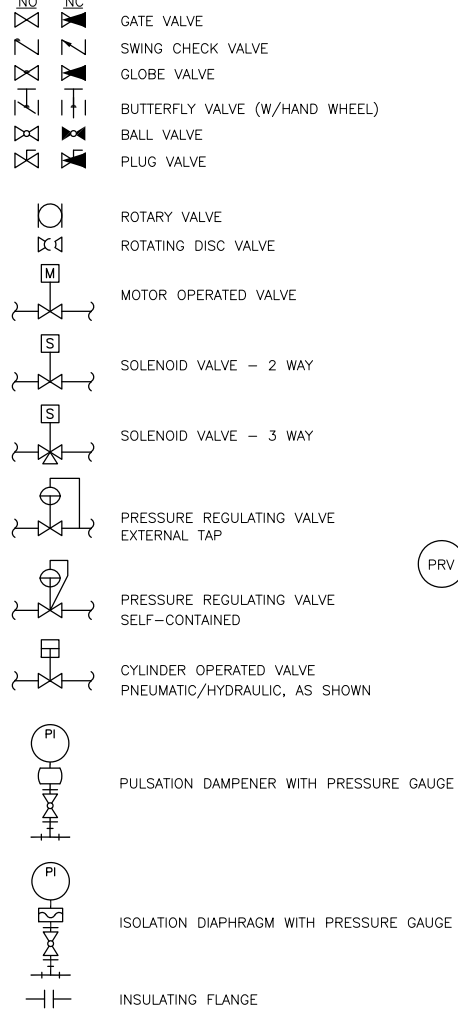 NO NC
GATE VALVE
SWING CHECK VALVE
GLOBE VALVE
BUTTERFLY VALVE (W/HAND WHEEL)
BALL VALVE
PLUG VALVE
ROTARY VALVE
ROTATING DISC VALVE
M
MOTOR OPERATED VALVE
S
SOLENOID VALVE – 2 WAY
S
SOLENOID VALVE – 3 WAY
PRESSURE REGULATING VALVE
EXTERNAL TAP
PRV
PRESSURE REGULATING VALVE
SELF–CONTAINED
CYLINDER OPERATED VALVE
PNEUMATIC/HYDRAULIC, AS SHOWN
PI
PULSATION DAMPENER WITH PRESSURE GAUGE
PI
ISOLATION DIAPHRAGM WITH PRESSURE GAUGE
INSULATING FLANGE